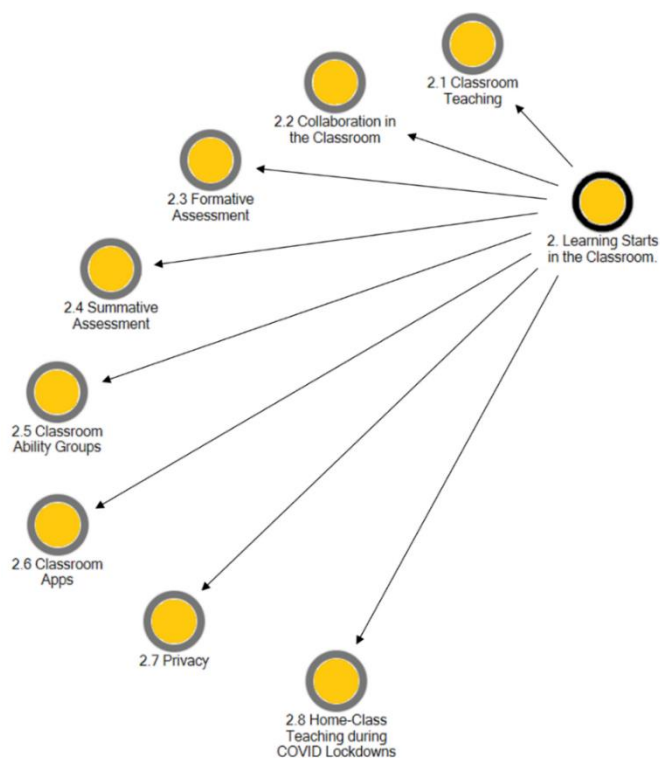 2.1 Classroom
Teaching
2.2 Collaboration in
the Classroom
2.3 Formative
Assessment
2. Learning Starts
in the Classroom.
2.4 Summative
Assessment
2.5 Classroom
Ability Groups
2.6 Classroom
Apps
2.7 Privacy
2.8 Home-Class
Teaching during
COVID Lockdowns